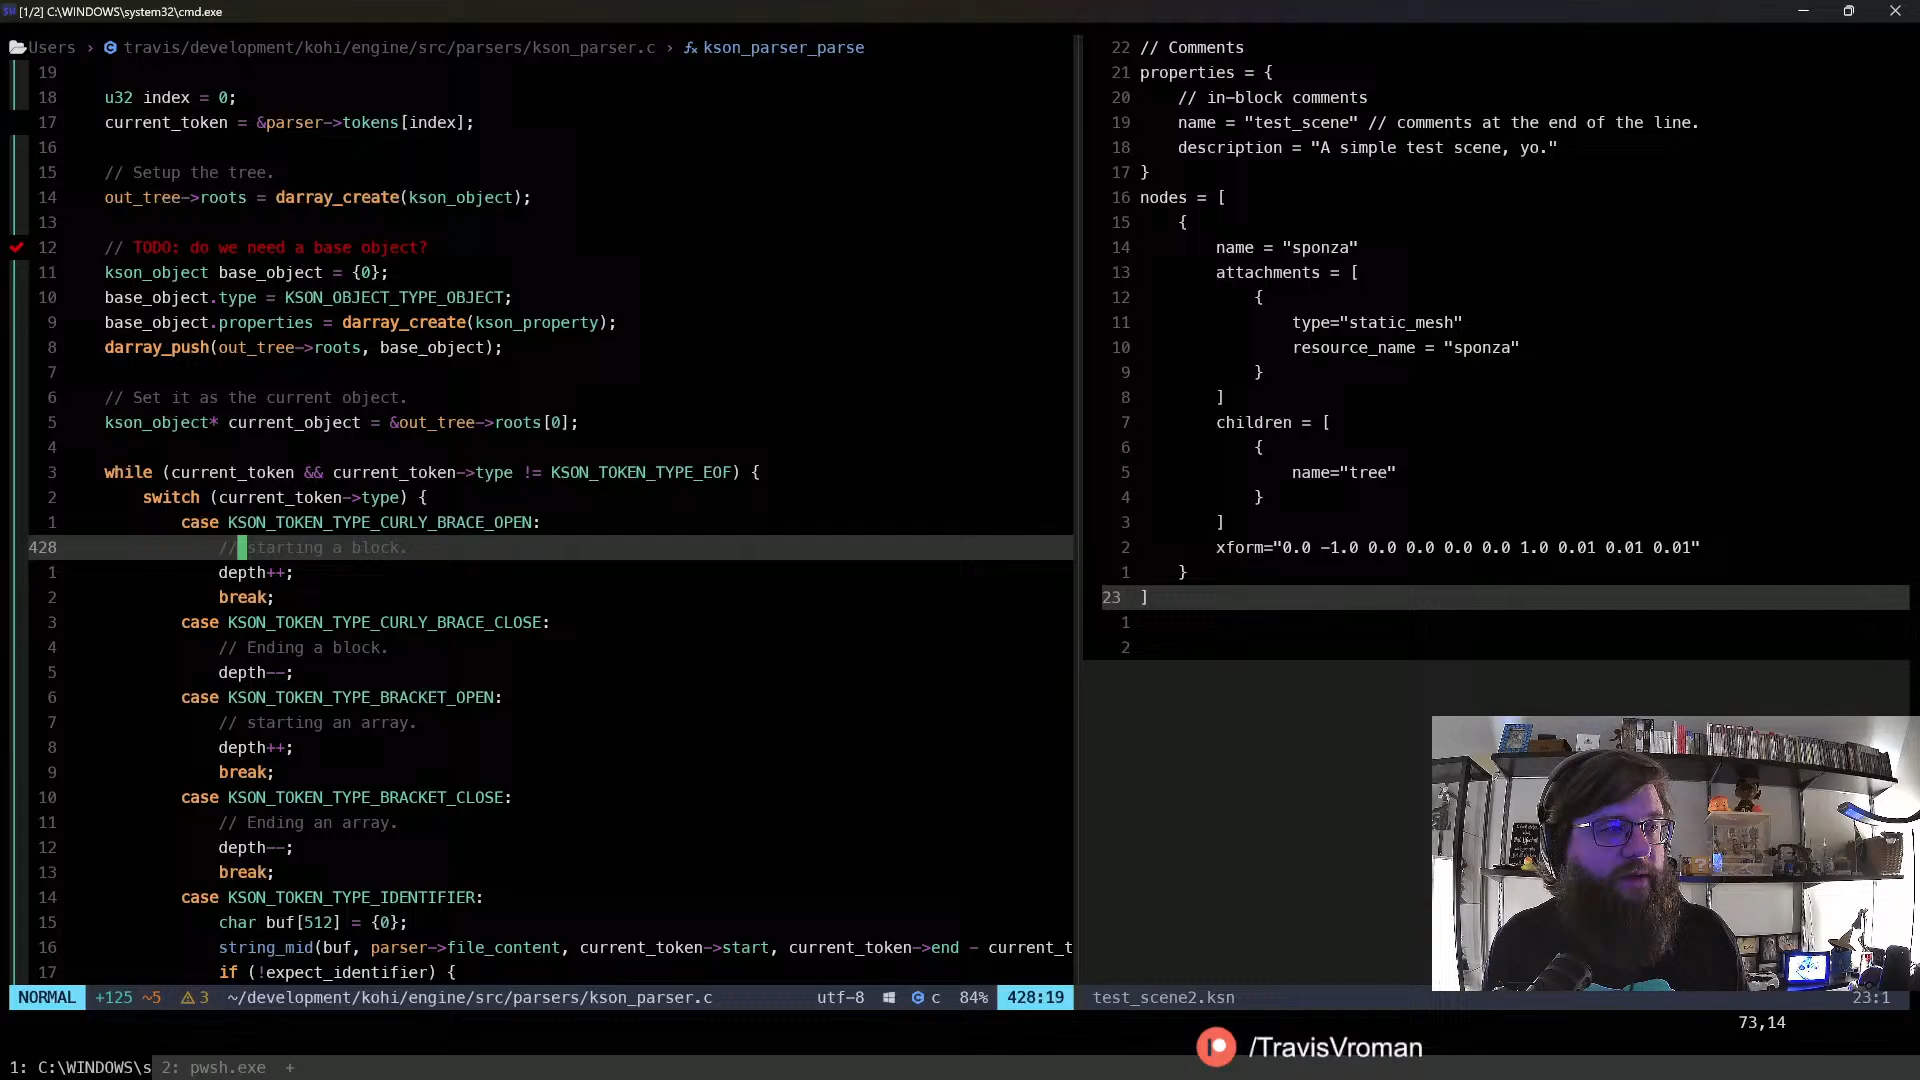 [1/2] C:\WINDOWS\system32\cmd.exe
Users › travis/development/kohi/engine/src/parsers/kson_parser.c › fx kson_parser_parse
19
18 u32 index = 0;
17 current_token = &parser->tokens[index];
16
15 // Setup the tree.
14 out_tree->roots = darray_create(kson_object);
13
12 // TODO: do we need a base object?
11 kson_object base_object = {0};
10 base_object.type = KSON_OBJECT_TYPE_OBJECT;
9 base_object.properties = darray_create(kson_property);
8 darray_push(out_tree->roots, base_object);
7
6 // Set it as the current object.
5 kson_object* current_object = &out_tree->roots[0];
4
3 while (current_token && current_token->type != KSON_TOKEN_TYPE_EOF) {
2 switch (current_token->type) {
1 case KSON_TOKEN_TYPE_CURLY_BRACE_OPEN:
428 // starting a block.
1 depth++;
2 break;
3 case KSON_TOKEN_TYPE_CURLY_BRACE_CLOSE:
4 // Ending a block.
5 depth--;
6 case KSON_TOKEN_TYPE_BRACKET_OPEN:
7 // starting an array.
8 depth++;
9 break;
10 case KSON_TOKEN_TYPE_BRACKET_CLOSE:
11 // Ending an array.
12 depth--;
13 break;
14 case KSON_TOKEN_TYPE_IDENTIFIER:
15 char buf[512] = {0};
16 string_mid(buf, parser->file_content, current_token->start, current_token->end - current_t
17 if (!expect_identifier) {
NORMAL +125 ~5 3 ~/development/kohi/engine/src/parsers/kson_parser.c utf-8 c 84% 428:19
22 // Comments
21 properties = {
20 // in-block comments
19 name = "test_scene" // comments at the end of the line.
18 description = "A simple test scene, yo."
17 }
16 nodes = [
15 {
14 name = "sponza"
13 attachments = [
12 {
11 type="static_mesh"
10 resource_name = "sponza"
9 }
8 ]
7 children = [
6 {
5 name="tree"
4 }
3 ]
2 xform="0.0 -1.0 0.0 0.0 0.0 0.0 1.0 0.01 0.01 0.01"
1 }
23 ]
1
2
test_scene2.ksn 23:1
73,14
/TravisVroman
1: C:\WINDOWS\s 2: pwsh.exe +